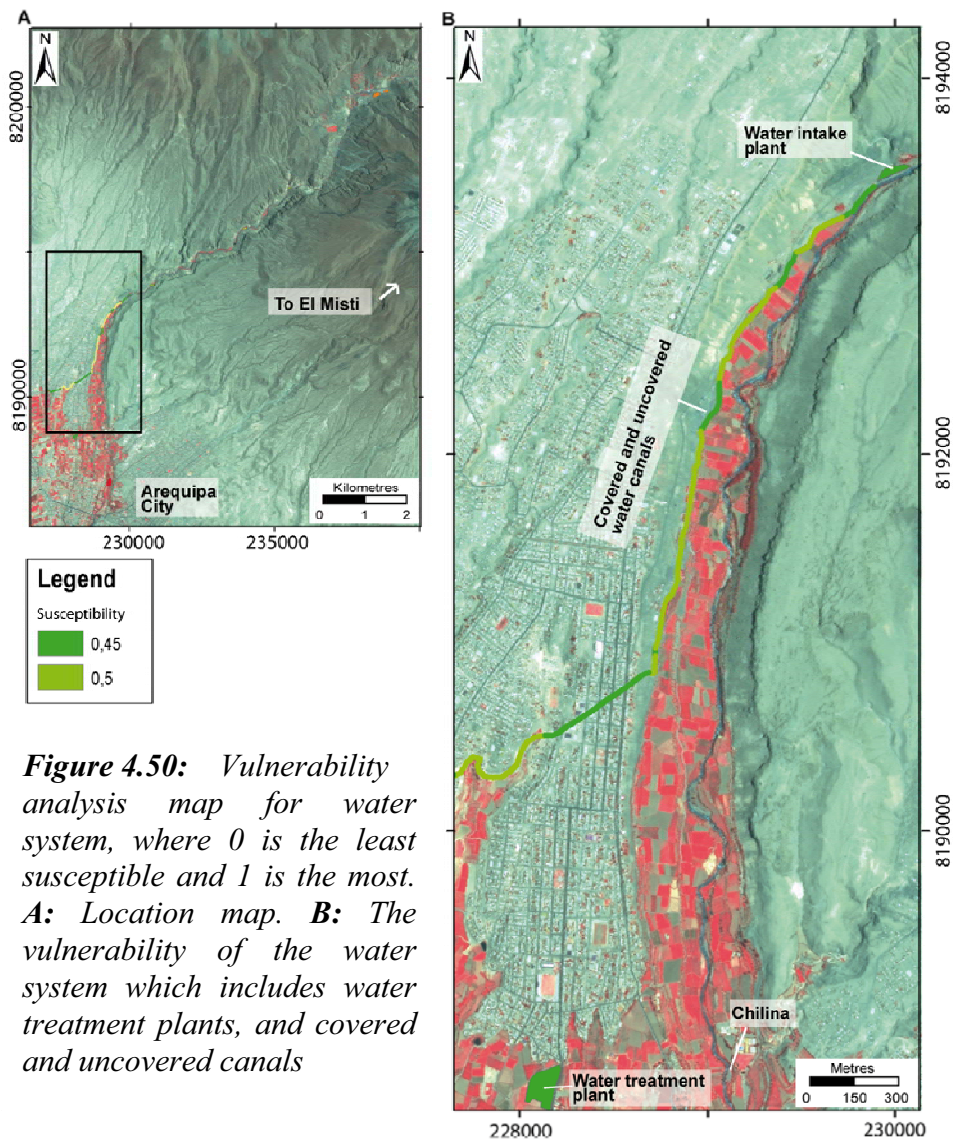 A
N
8200000
8190000
To El Misti
Arequipa
City
Kilometres
0 1 2
230000 235000
Legend
Susceptibility
0,45
0,5
Figure 4.50: Vulnerability
analysis map for water
system, where 0 is the least
susceptible and 1 is the most.
A: Location map. B: The
vulnerability of the water
system which includes water
treatment plants, and covered
and uncovered canals
B
N
8194000
Water intake
plant
Covered and uncovered
water canals
8192000
8190000
Chilina
Water treatment
plant
Metres
0 150 300
228000 230000